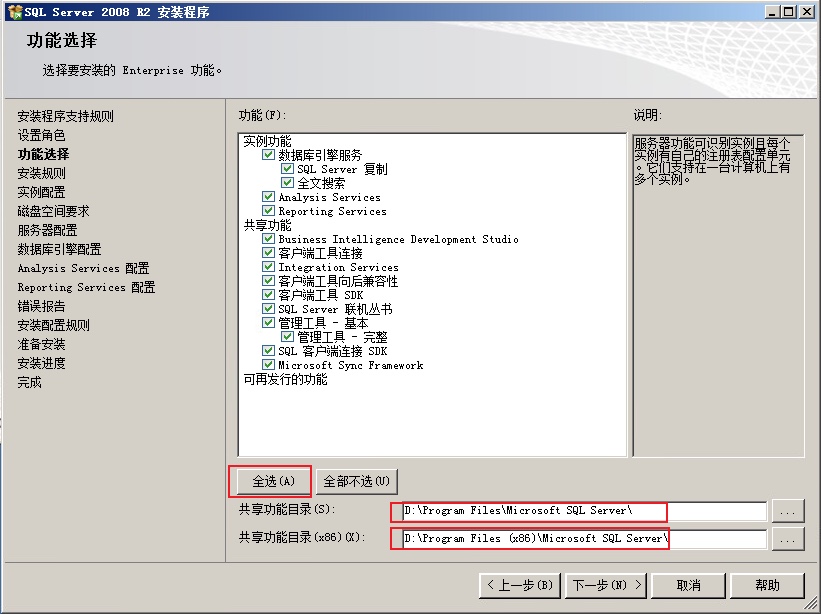 SQL Server 2008 R2 安装程序
功能选择
选择要安装的 Enterprise 功能。
安装程序支持规则
设置角色
功能选择
安装规则
实例配置
磁盘空间要求
服务器配置
数据库引擎配置
Analysis Services 配置
Reporting Services 配置
错误报告
安装配置规则
准备安装
安装进度
完成
功能(F):
实例功能
数据库引擎服务
SQL Server 复制
全文搜索
Analysis Services
Reporting Services
共享功能
Business Intelligence Development Studio
客户端工具连接
Integration Services
客户端工具向后兼容性
客户端工具 SDK
SQL Server 联机丛书
管理工具 - 基本
管理工具 - 完整
SQL 客户端连接 SDK
Microsoft Sync Framework
可再发行的功能
说明:
服务器功能可识别实例且每个
实例有自己的注册表配置单元
。它们支持在一台计算机上有
多个实例。
全选(A) 全部不选(U)
共享功能目录(S): D:\Program Files\Microsoft SQL Server\ ...
共享功能目录(x86)(X): D:\Program Files (x86)\Microsoft SQL Server\ ...
< 上一步(B) 下一步(N) > 取消 帮助